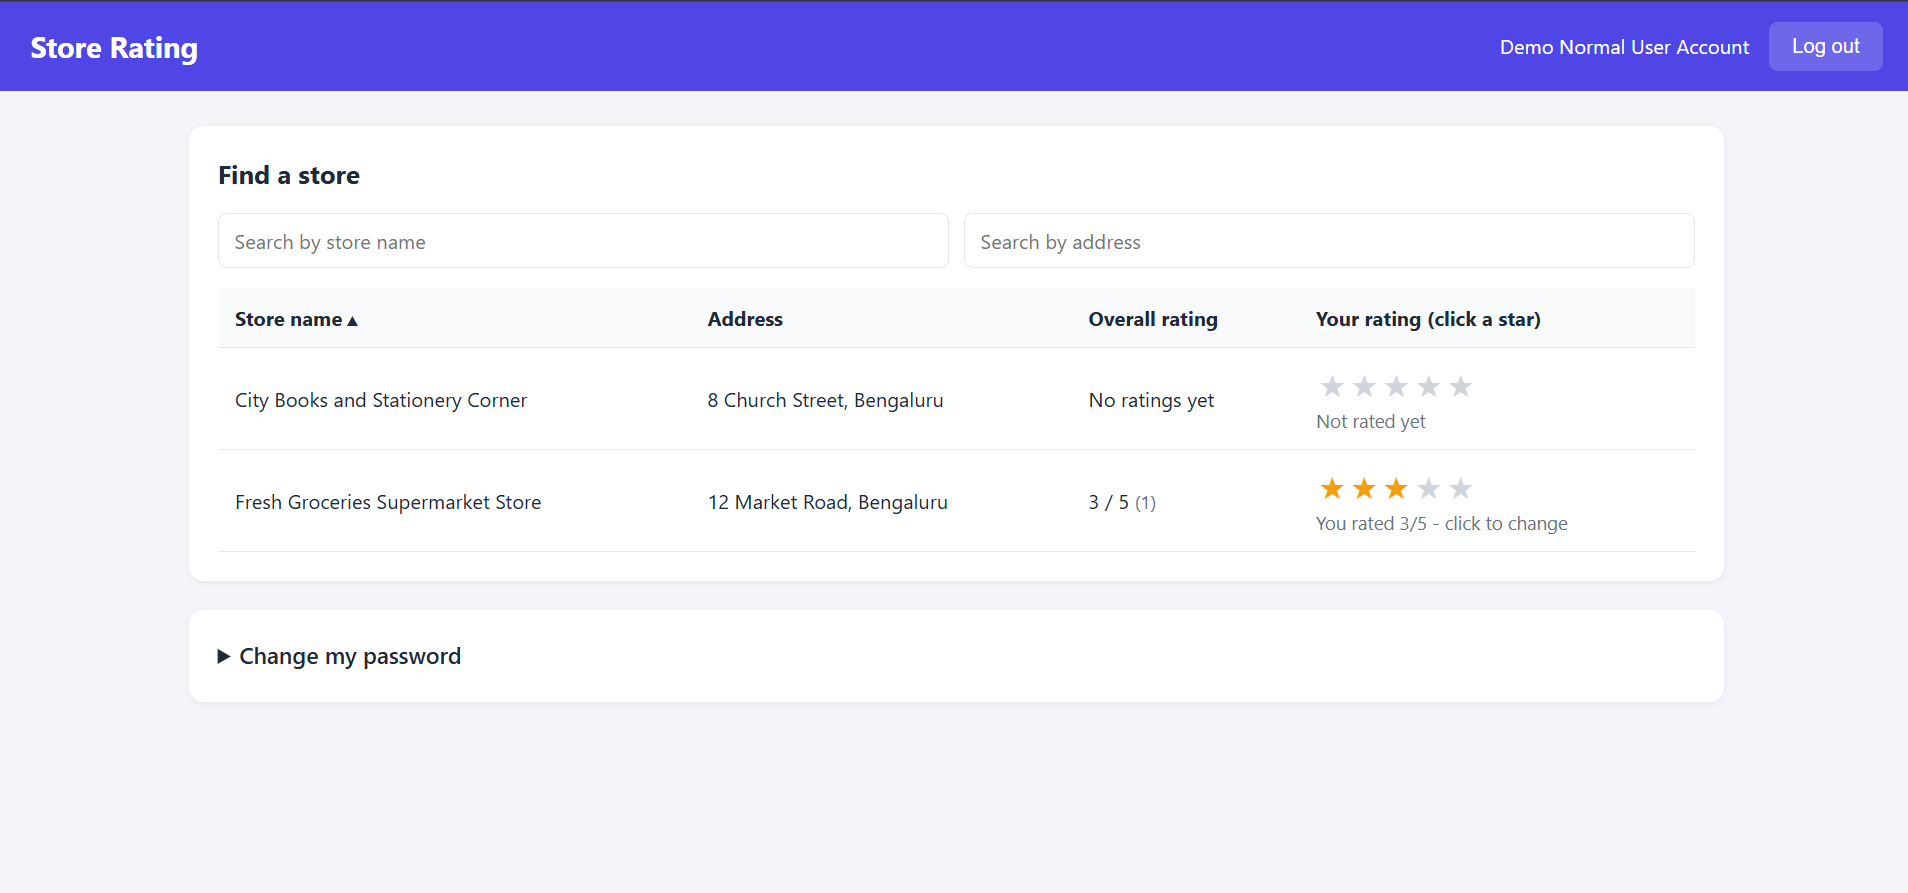 Store Rating
Demo Normal User Account
Log out
Find a store
Search by store name
Search by address
Store name ▲
Address
Overall rating
Your rating (click a star)
City Books and Stationery Corner
8 Church Street, Bengaluru
No ratings yet
★ ★ ★ ★ ★
Not rated yet
Fresh Groceries Supermarket Store
12 Market Road, Bengaluru
3 / 5 (1)
★ ★ ★ ★ ★
You rated 3/5 - click to change
▶ Change my password